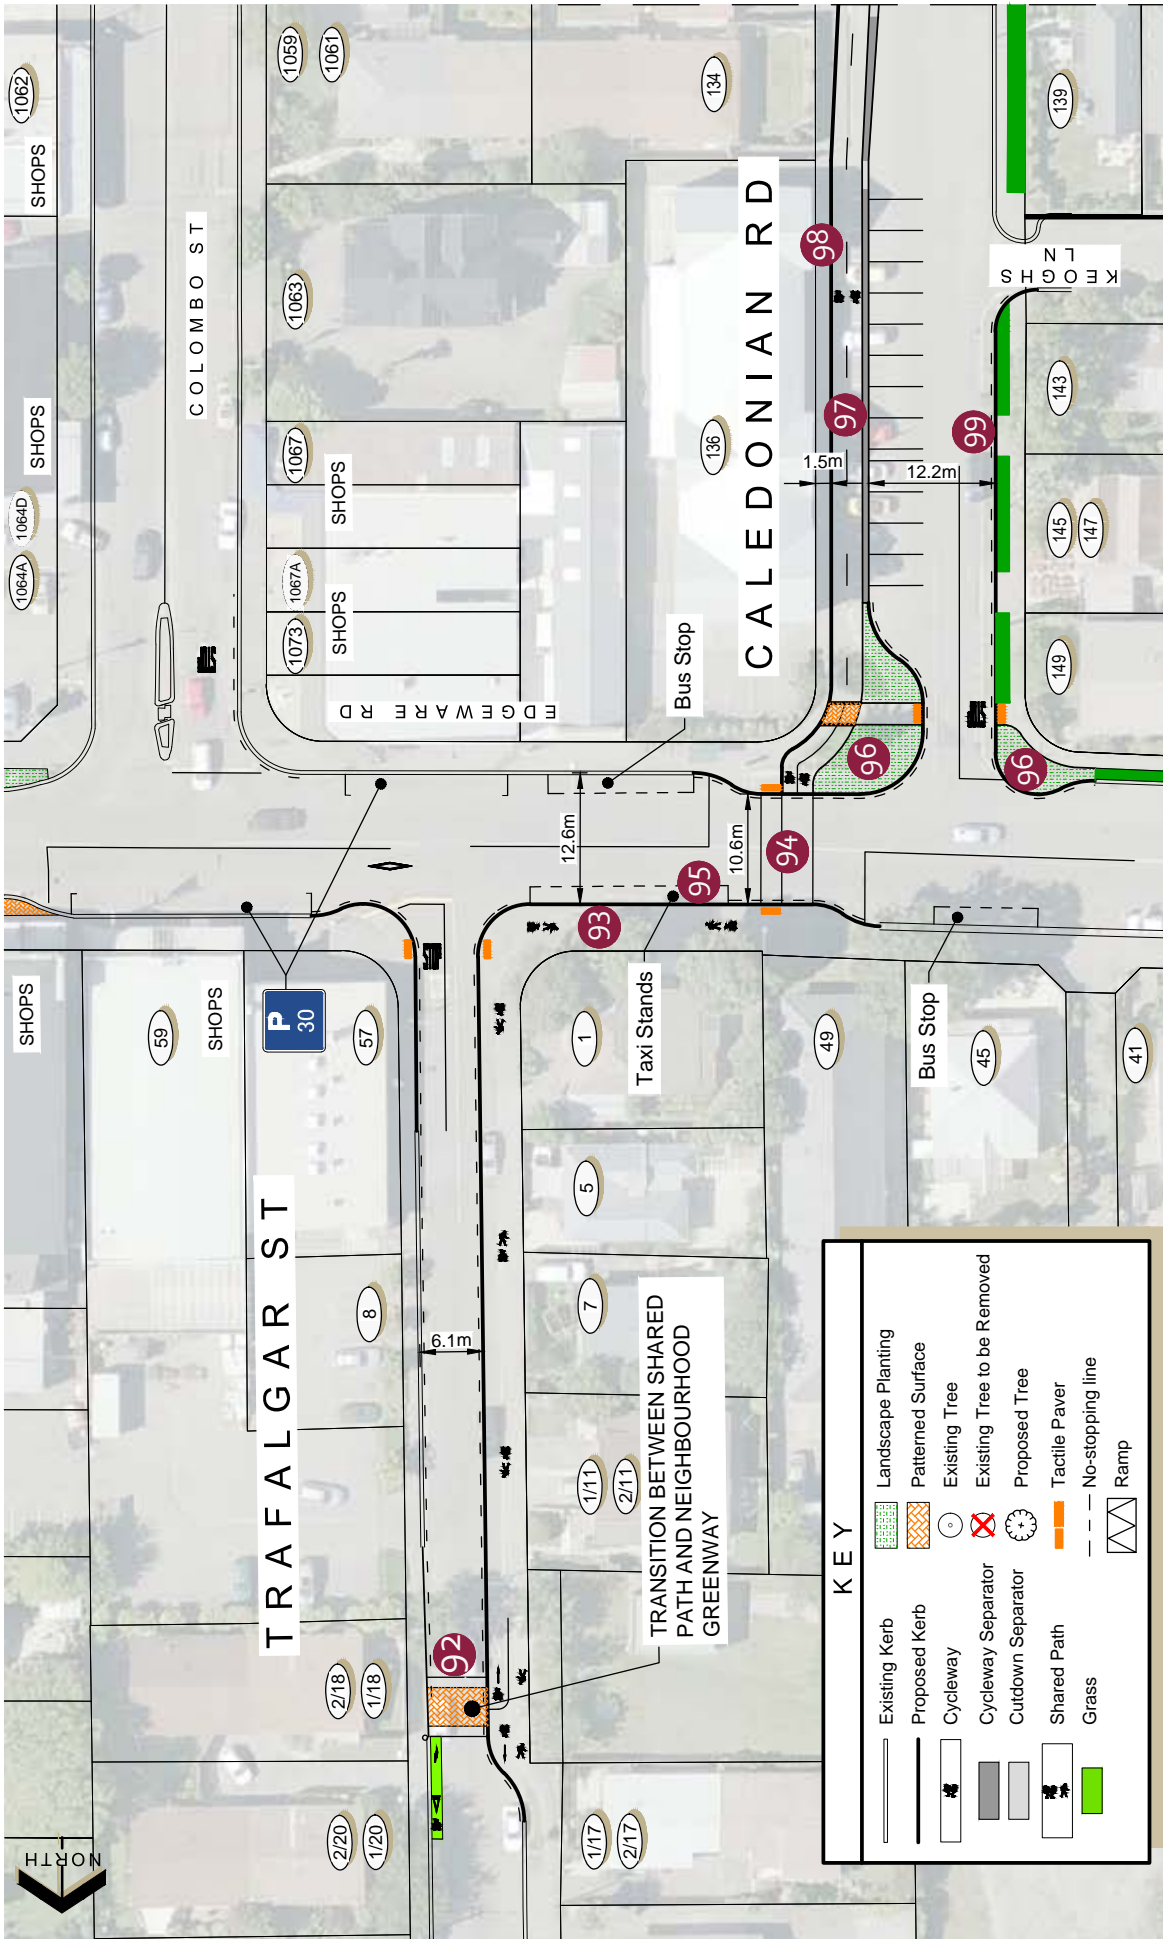 1062
SHOPS
1059
1061
134
139
COLOMBO ST
1063
CALEDONIAN RD
98
KEOGHS
LN
SHOPS
1064D
1064A
1067
SHOPS
1067A
SHOPS
1073
136
1.5m
97
12.2m
99
143
145
147
149
EDGEWARE RD
Bus Stop
96
96
12.6m
10.6m
94
95
93
Taxi Stands
Bus Stop
SHOPS
59
SHOPS
P
30
57
1
49
45
41
TRAFALGAR ST
8
6.1m
5
7
1/11
2/11
TRANSITION BETWEEN SHARED
PATH AND NEIGHBOURHOOD
GREENWAY
92
2/18
1/18
2/20
1/20
1/17
2/17
NORTH
KEY
Existing Kerb
Proposed Kerb
Cycleway
Cycleway Separator
Cutdown Separator
Shared Path
Grass
Landscape Planting
Patterned Surface
Existing Tree
Existing Tree to be Removed
Proposed Tree
Tactile Paver
No-stopping line
Ramp